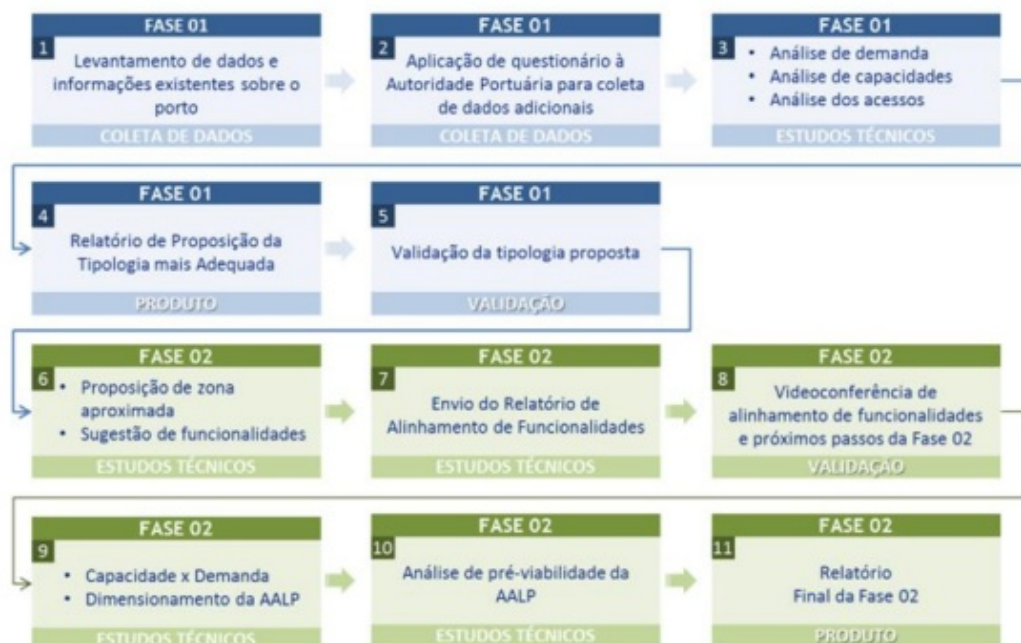 FASE 01
1
Levantamento de dados e
informações existentes sobre o
porto
COLETA DE DADOS
FASE 01
2
Aplicação de questionário à
Autoridade Portuária para coleta
de dados adicionais
COLETA DE DADOS
FASE 01
3
• Análise de demanda
• Análise de capacidades
• Análise dos acessos
ESTUDOS TÉCNICOS
FASE 01
4
Relatório de Proposição da
Tipologia mais Adequada
PRODUTO
FASE 01
5
Validação da tipologia proposta
VALIDAÇÃO
FASE 02
6
• Proposição de zona
aproximada
• Sugestão de funcionalidades
ESTUDOS TÉCNICOS
FASE 02
7
Envio do Relatório de
Alinhamento de Funcionalidades
ESTUDOS TÉCNICOS
FASE 02
8
Videoconferência de
alinhamento de funcionalidades
e próximos passos da Fase 02
VALIDAÇÃO
FASE 02
9
• Capacidade x Demanda
• Dimensionamento da AALP
ESTUDOS TÉCNICOS
FASE 02
10
Análise de pré-viabilidade da
AALP
ESTUDOS TÉCNICOS
FASE 02
11
Relatório
Final da Fase 02
PRODUTO